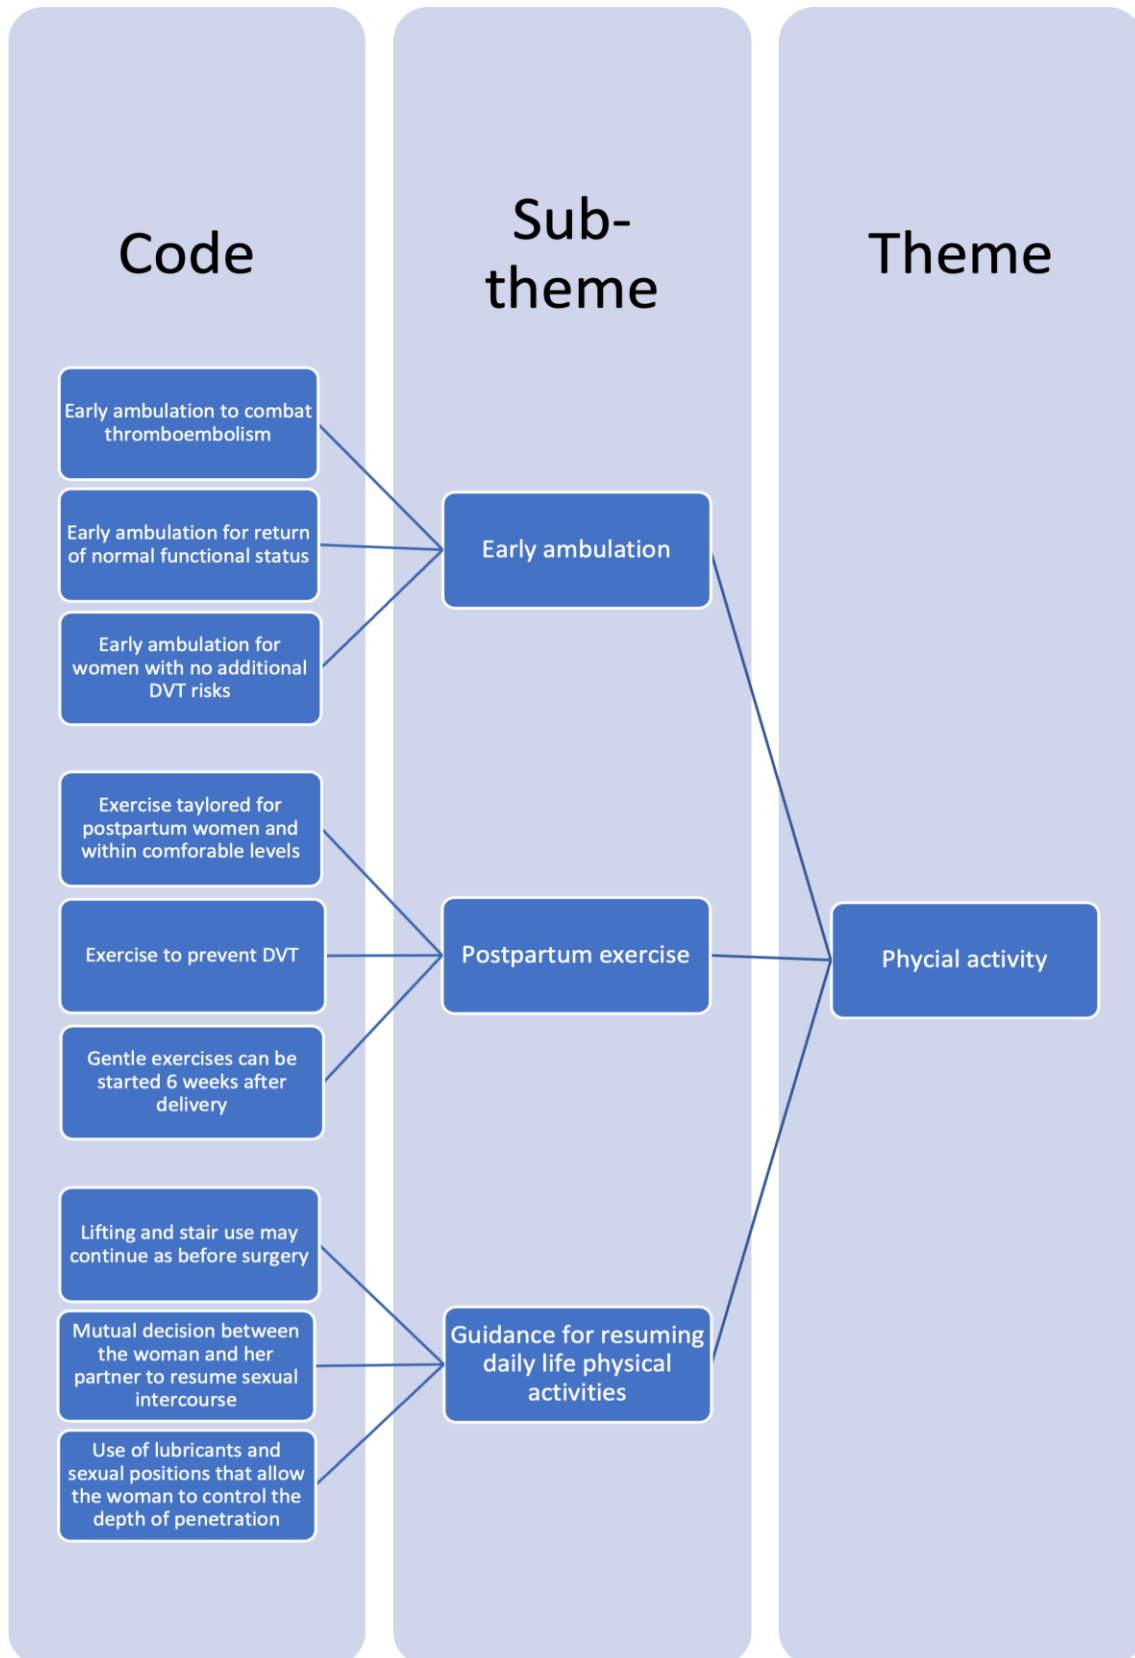 Code
Sub-
theme
Theme
Early ambulation to combat
thromboembolism
Early ambulation for return
of normal functional status
Early ambulation for
women with no additional
DVT risks
Early ambulation
Exercise taylored for
postpartum women and
within comforable levels
Exercise to prevent DVT
Gentle exercises can be
started 6 weeks after
delivery
Postpartum exercise
Phycial activity
Lifting and stair use may
continue as before surgery
Mutual decision between
the woman and her
partner to resume sexual
intercourse
Use of lubricants and
sexual positions that allow
the woman to control the
depth of penetration
Guidance for resuming
daily life physical
activities